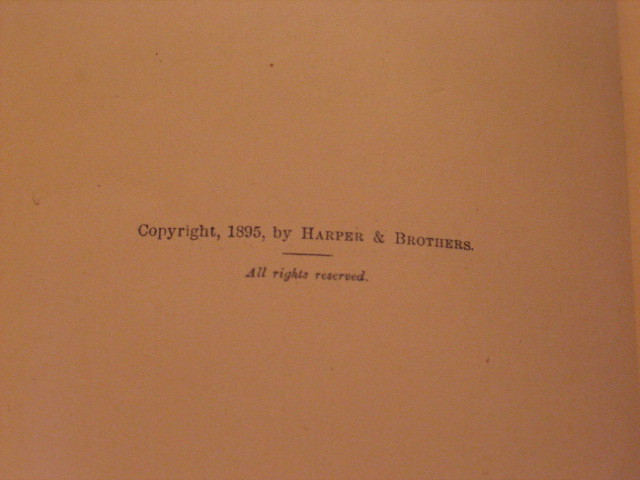 Copyright, 1895, by HARPER & BROTHERS.
All rights reserved.